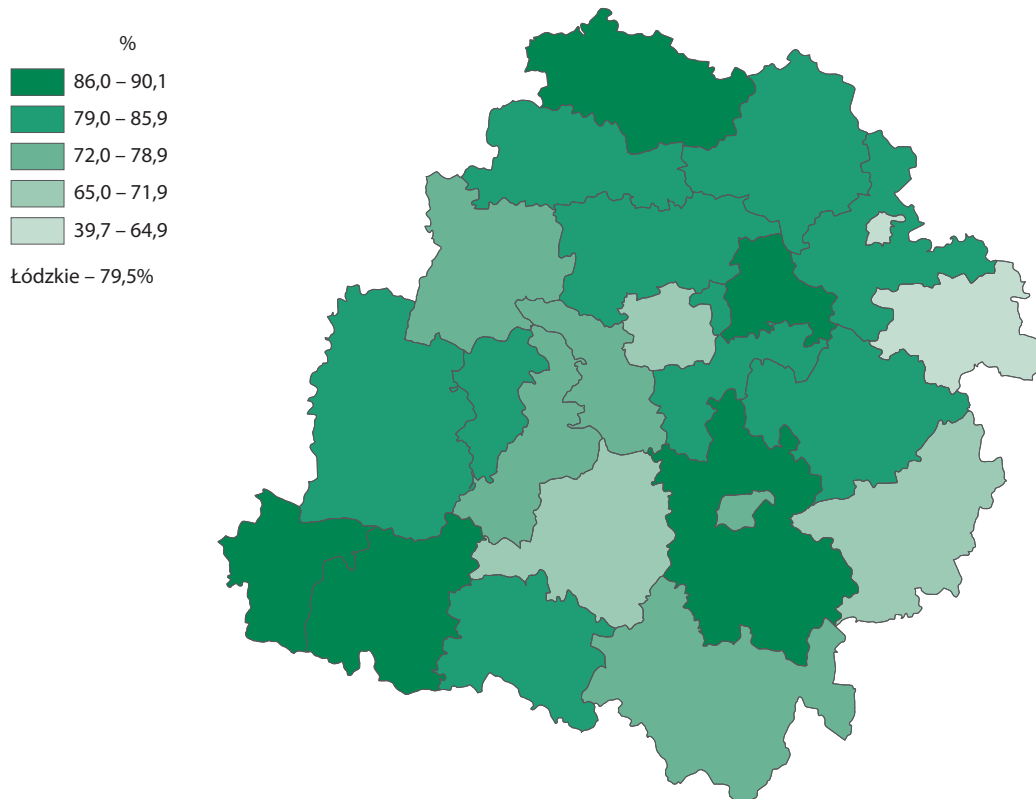 %
86,0 – 90,1
79,0 – 85,9
72,0 – 78,9
65,0 – 71,9
39,7 – 64,9
Łódzkie – 79,5%